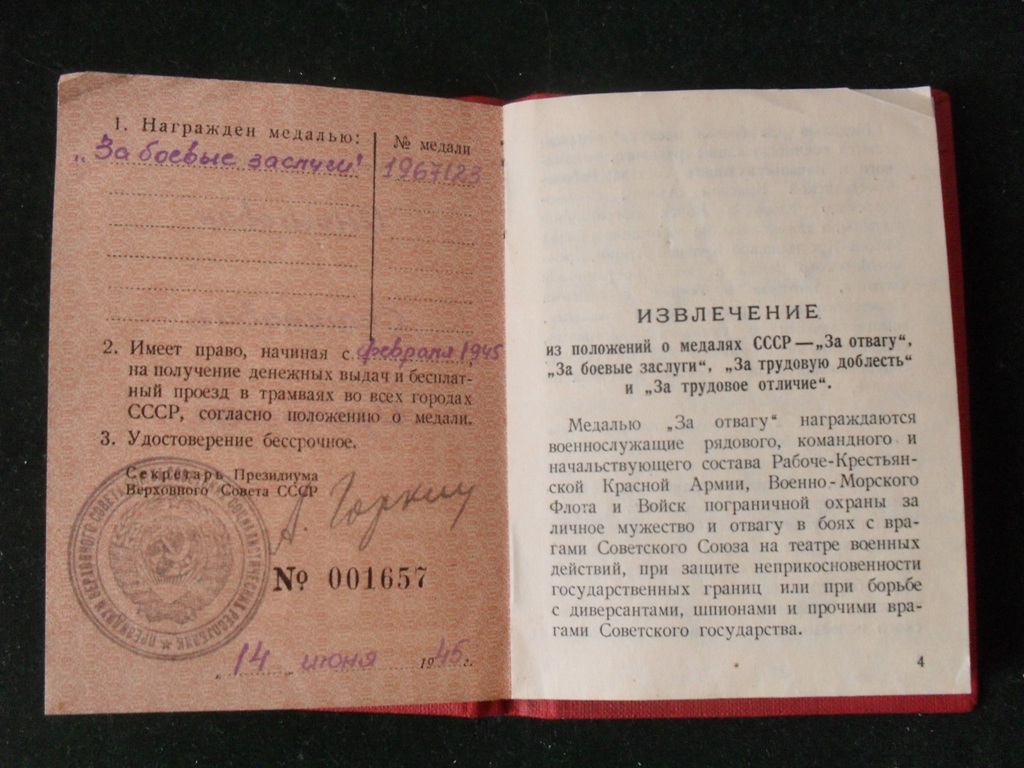 1. Награжден медалью:
№ медали
„За боевые заслуги"
1967123
2. Имеет право, начиная с февраля 1945
на получение денежных выдач и бесплат-
ный проезд в трамваях во всех городах
СССР, согласно положению о медали.
3. Удостоверение бессрочное.
Секретарь Президиума
Верховного Совета СССР
А. Горкин
№ 001657
„14" июня 1945 г.
ИЗВЛЕЧЕНИЕ
из положений о медалях СССР — „За отвагу",
„За боевые заслуги", „За трудовую доблесть"
и „За трудовое отличие".
Медалью „За отвагу" награждаются
военнослужащие рядового, командного и
начальствующего состава Рабоче-Крестьян-
ской Красной Армии, Военно-Морского
Флота и Войск пограничной охраны за
личное мужество и отвагу в боях с вра-
гами Советского Союза на театре военных
действий, при защите неприкосновенности
государственных границ или при борьбе
с диверсантами, шпионами и прочими вра-
гами Советского государства.
4